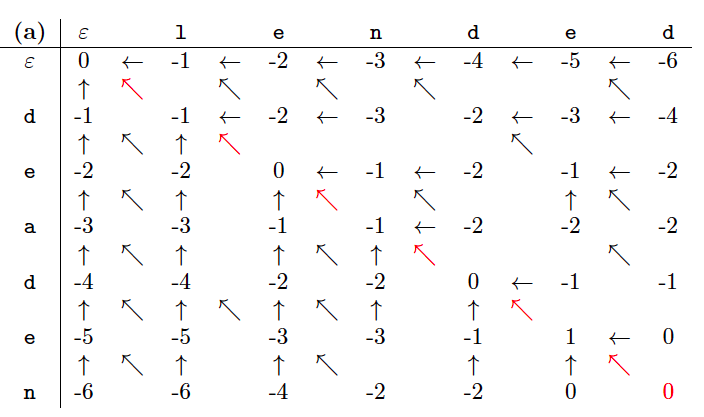 (a) ε l e n d e d
ε 0 ← -1 ← -2 ← -3 ← -4 ← -5 ← -6
↑ ↖ ↖ ↖ ↖ ↖
d -1 -1 ← -2 ← -3 -2 ← -3 ← -4
↑ ↖ ↑ ↖ ↖
e -2 -2 0 ← -1 ← -2 -1 ← -2
↑ ↖ ↑ ↑ ↖ ↖ ↑ ↖
a -3 -3 -1 -1 ← -2 -2 -2
↑ ↖ ↑ ↑ ↖ ↑ ↖ ↖
d -4 -4 -2 -2 0 ← -1 -1
↑ ↖ ↑ ↖ ↑ ↖ ↑ ↑ ↖
e -5 -5 -3 -3 -1 1 ← 0
↑ ↖ ↑ ↑ ↖ ↑ ↑ ↖
n -6 -6 -4 -2 -2 0 0